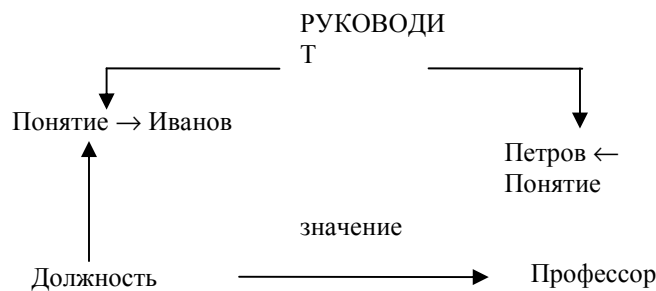 РУКОВОДИ
Т
Понятие → Иванов
Петров ←
Понятие
значение
Должность
Профессор